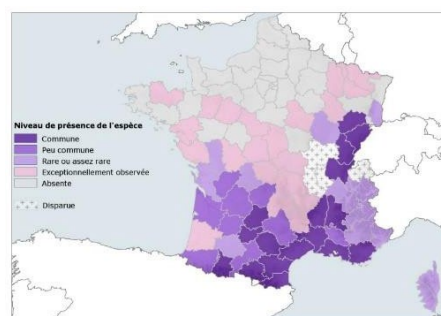 Niveau de présence de l'espèce
Commune
Peu commune
Rare ou assez rare
Exceptionnellement observée
Absente
Disparue